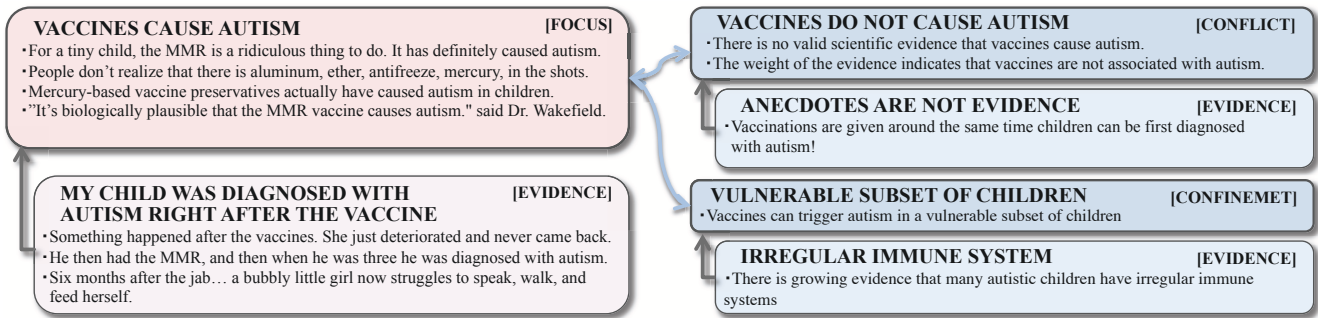 VACCINES CAUSE AUTISM [FOCUS]
・For a tiny child, the MMR is a ridiculous thing to do. It has definitely caused autism.
・People don’t realize that there is aluminum, ether, antifreeze, mercury, in the shots.
・Mercury-based vaccine preservatives actually have caused autism in children.
・”It’s biologically plausible that the MMR vaccine causes autism." said Dr. Wakefield.
MY CHILD WAS DIAGNOSED WITH [EVIDENCE]
AUTISM RIGHT AFTER THE VACCINE
・Something happened after the vaccines. She just deteriorated and never came back.
・He then had the MMR, and then when he was three he was diagnosed with autism.
・Six months after the jab… a bubbly little girl now struggles to speak, walk, and
feed herself.
VACCINES DO NOT CAUSE AUTISM [CONFLICT]
・There is no valid scientific evidence that vaccines cause autism.
・The weight of the evidence indicates that vaccines are not associated with autism.
ANECDOTES ARE NOT EVIDENCE [EVIDENCE]
・Vaccinations are given around the same time children can be first diagnosed
with autism!
VULNERABLE SUBSET OF CHILDREN [CONFINEMET]
・Vaccines can trigger autism in a vulnerable subset of children
IRREGULAR IMMUNE SYSTEM [EVIDENCE]
・There is growing evidence that many autistic children have irregular immune
systems